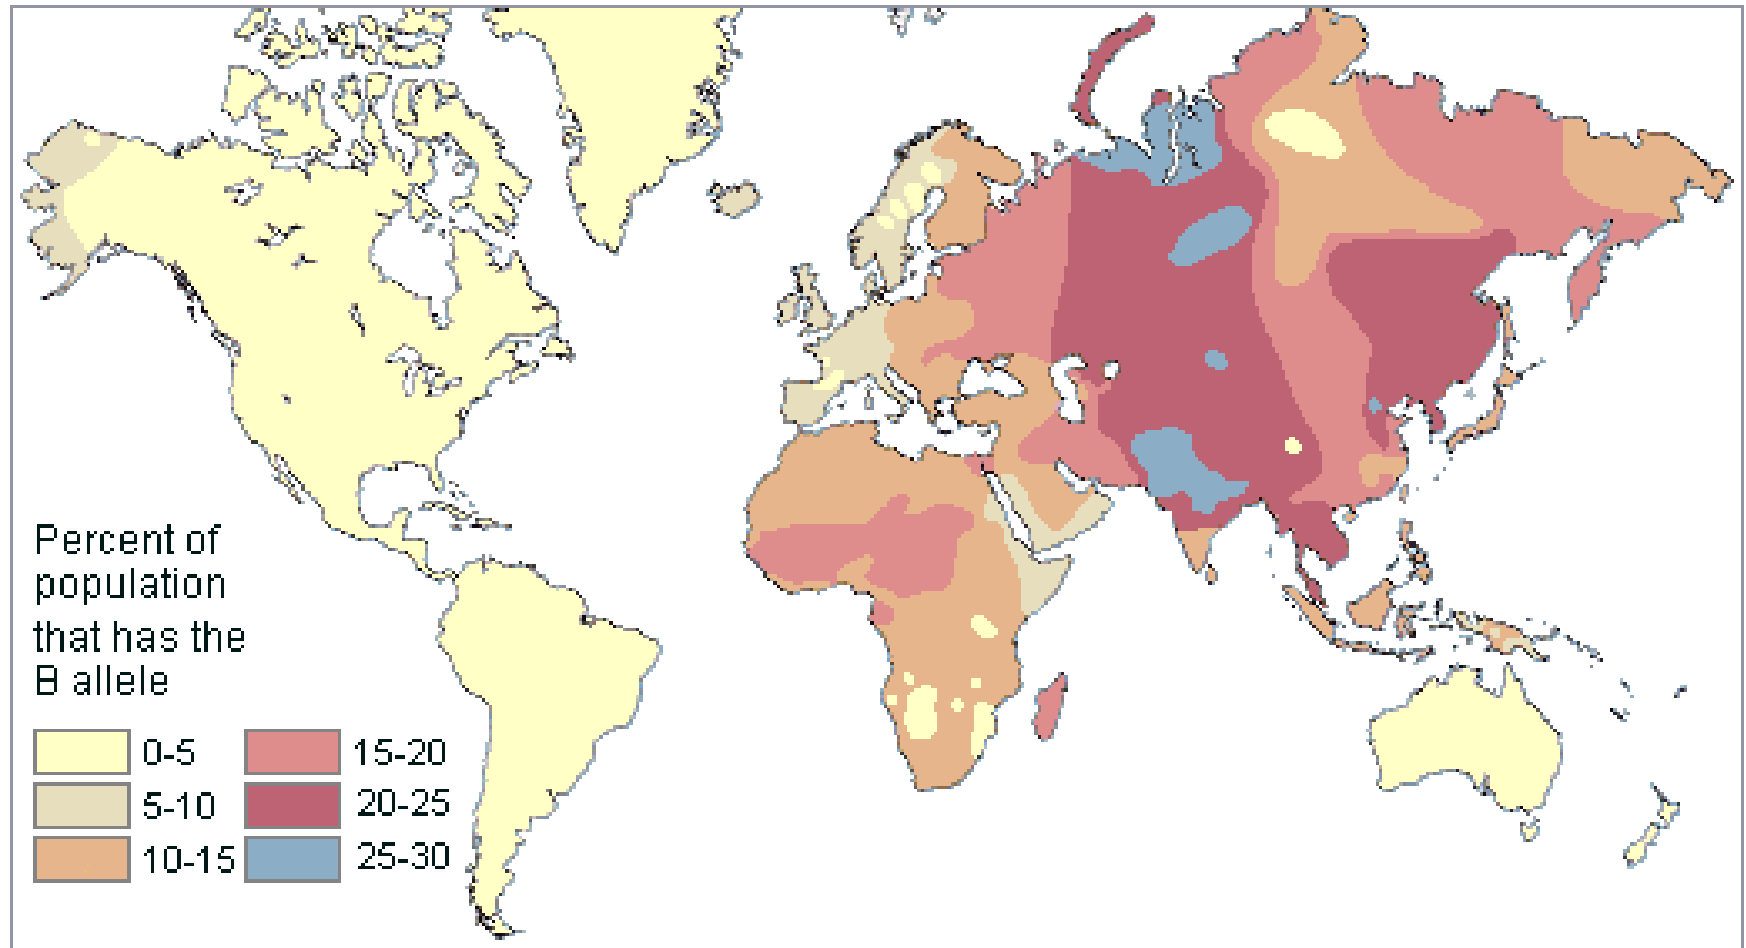 Percent of
population
that has the
B allele
0-5
15-20
5-10
20-25
10-15
25-30